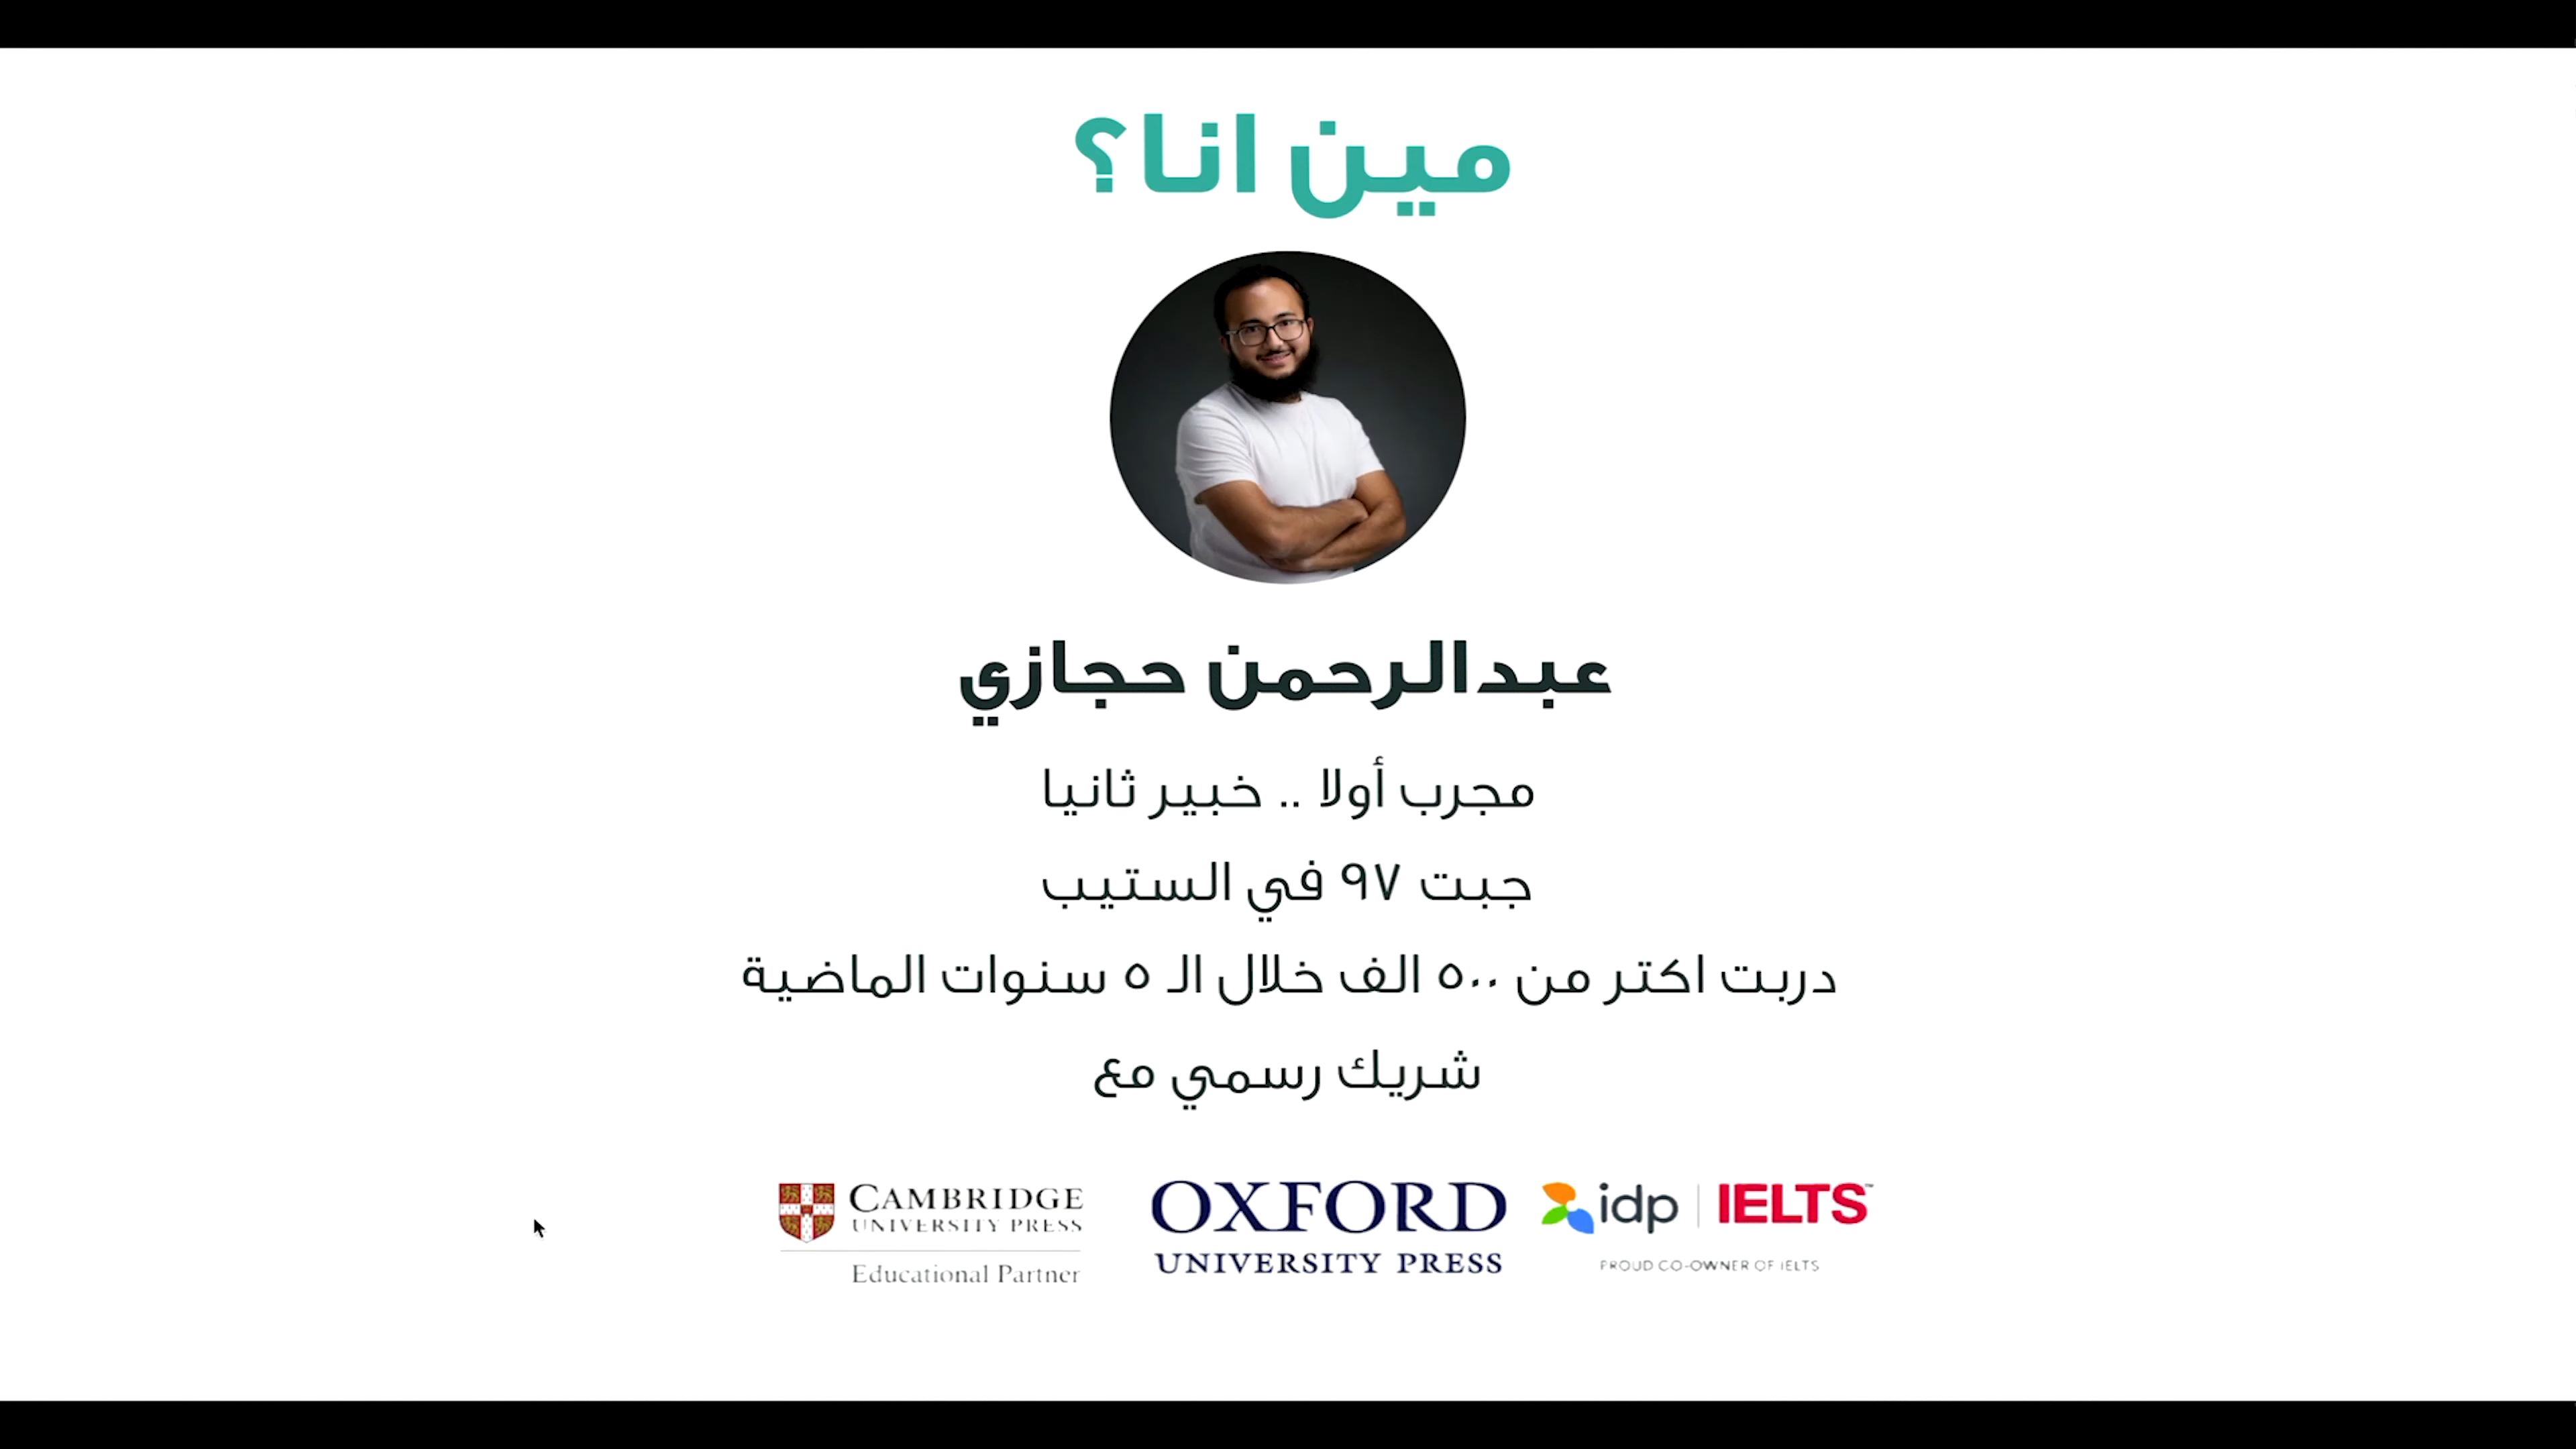 مين انا؟
عبدالرحمن حجازي
مجرب أولا .. خبير ثانيا
جبت ٩٧ في الستيب
دربت اكتر من ٥٠٠ الف خلال الـ ٥ سنوات الماضية
شريك رسمي مع
CAMBRIDGE
UNIVERSITY PRESS
Educational Partner
OXFORD
UNIVERSITY PRESS
idp | IELTS™
PROUD CO-OWNER OF IELTS